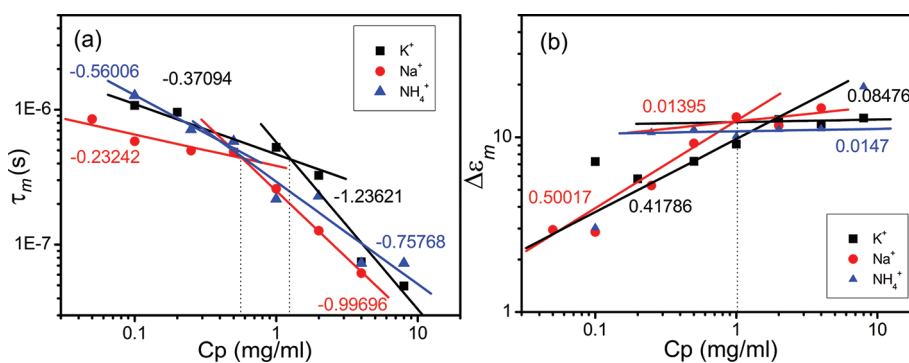 (a)
K+
Na+
NH4+
-0.56006
-0.37094
-0.23242
-1.23621
-0.75768
-0.99696
1E-6
1E-7
τm (s)
0.1
1
10
Cp (mg/ml)
(b)
0.01395
0.08476
0.0147
0.50017
0.41786
K+
Na+
NH4+
10
1
Δεm
0.1
1
10
Cp (mg/ml)